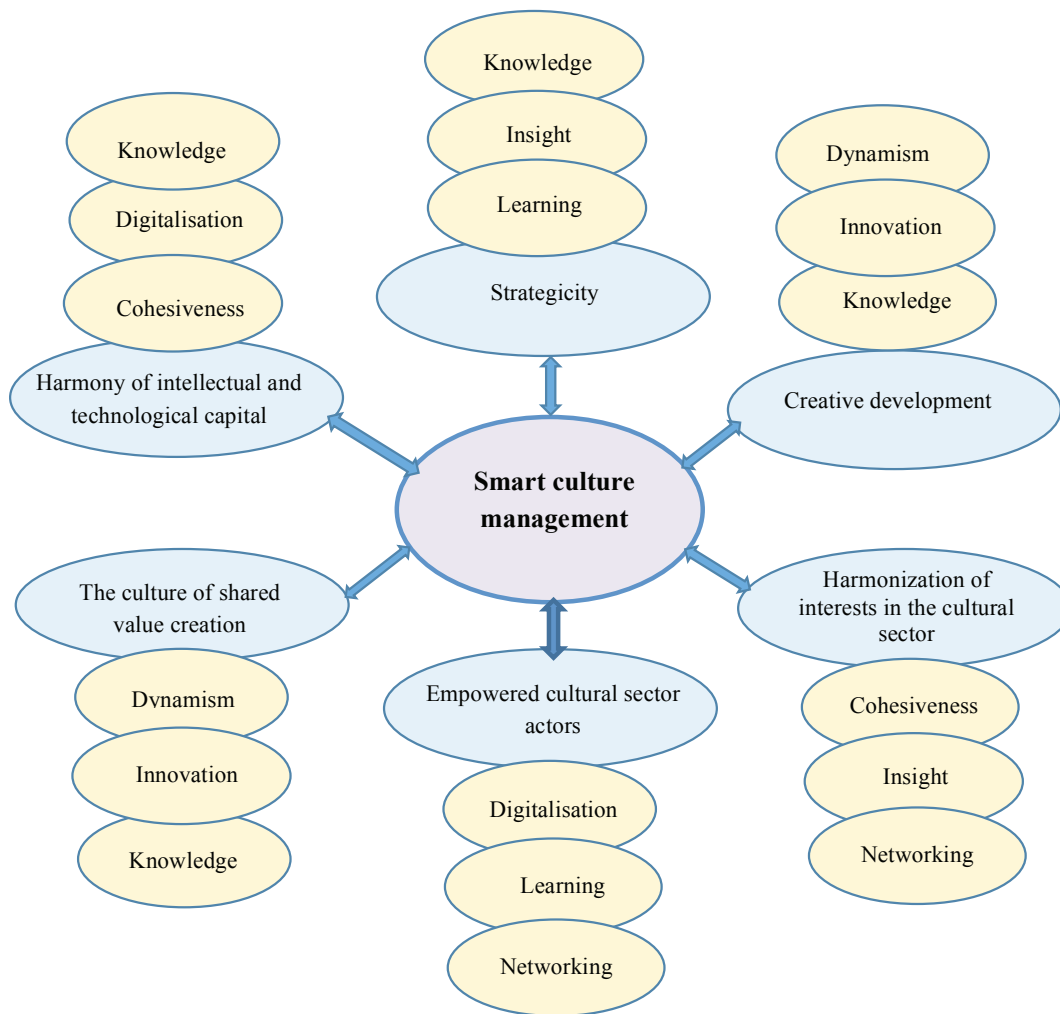 Knowledge
Insight
Learning
Strategicity
Knowledge
Digitalisation
Cohesiveness
Harmony of intellectual and
technological capital
Dynamism
Innovation
Knowledge
Creative development
Smart culture
management
The culture of shared
value creation
Dynamism
Innovation
Knowledge
Empowered cultural sector
actors
Digitalisation
Learning
Networking
Harmonization of
interests in the cultural
sector
Cohesiveness
Insight
Networking